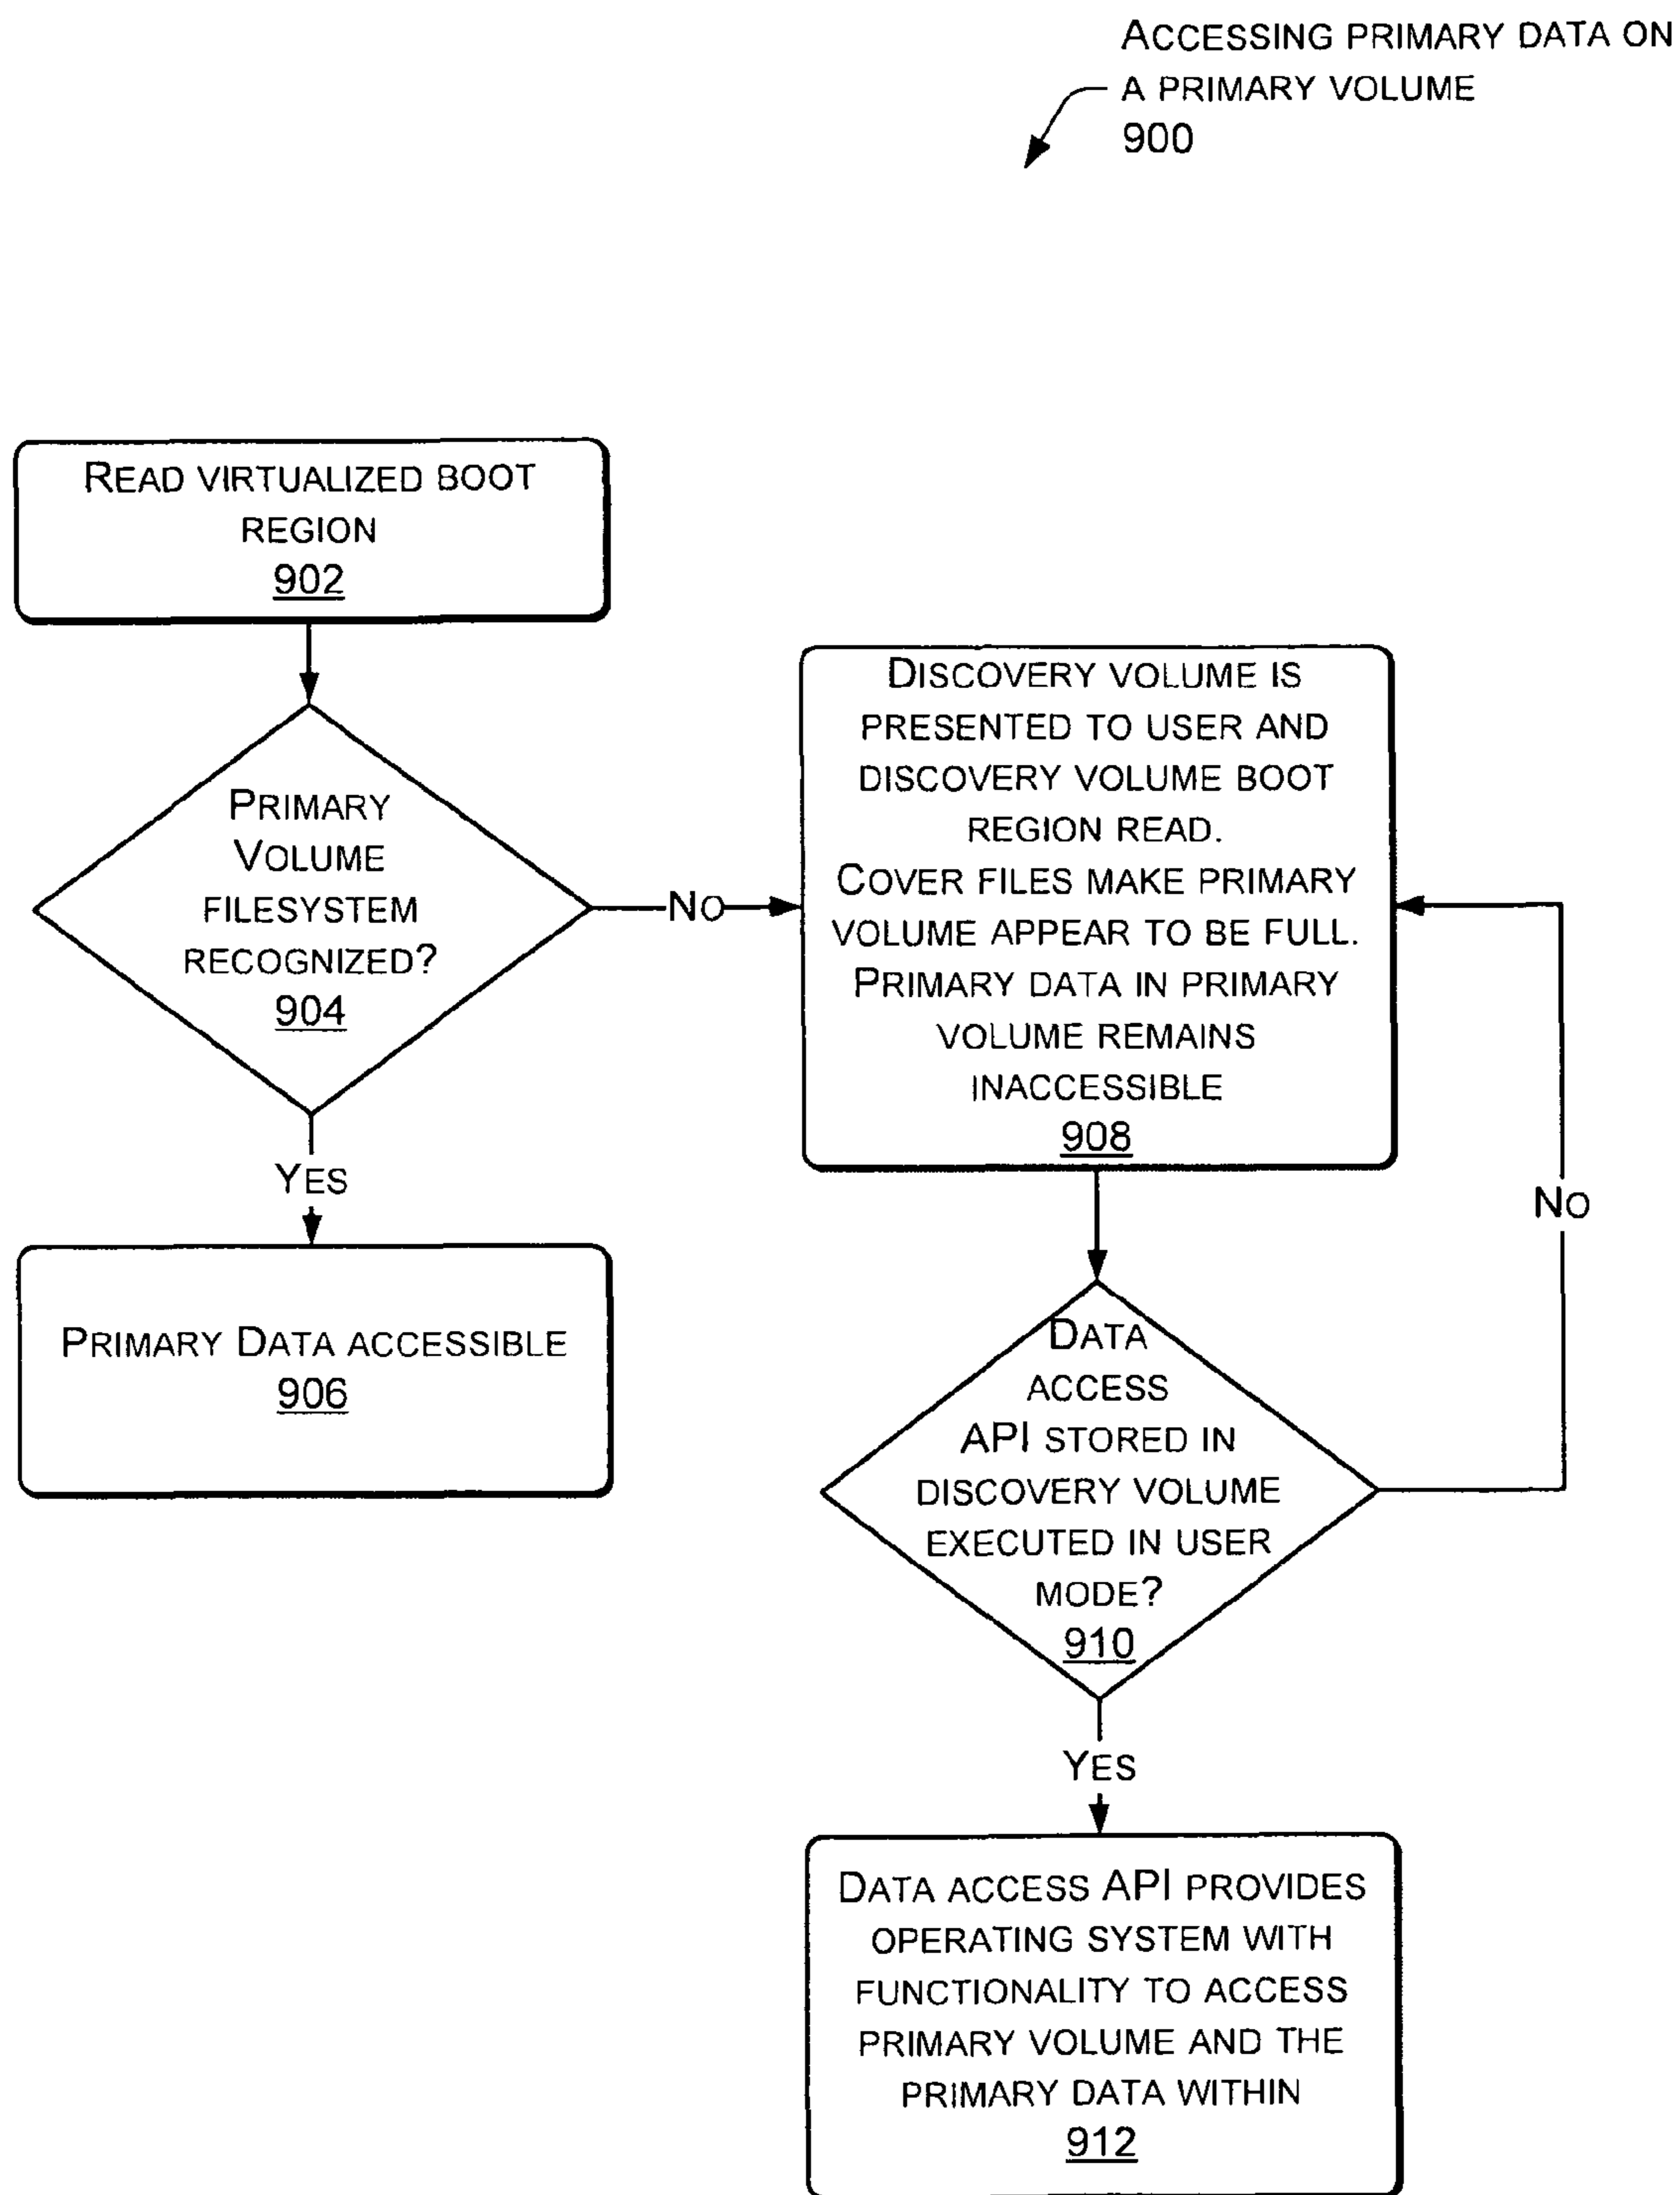 ACCESSING PRIMARY DATA ON
A PRIMARY VOLUME
900
READ VIRTUALIZED BOOT
REGION
902
PRIMARY
VOLUME
FILESYSTEM
RECOGNIZED?
904
NO
YES
PRIMARY DATA ACCESSIBLE
906
DISCOVERY VOLUME IS
PRESENTED TO USER AND
DISCOVERY VOLUME BOOT
REGION READ.
COVER FILES MAKE PRIMARY
VOLUME APPEAR TO BE FULL.
PRIMARY DATA IN PRIMARY
VOLUME REMAINS
INACCESSIBLE
908
NO
DATA
ACCESS
API STORED IN
DISCOVERY VOLUME
EXECUTED IN USER
MODE?
910
YES
DATA ACCESS API PROVIDES
OPERATING SYSTEM WITH
FUNCTIONALITY TO ACCESS
PRIMARY VOLUME AND THE
PRIMARY DATA WITHIN
912